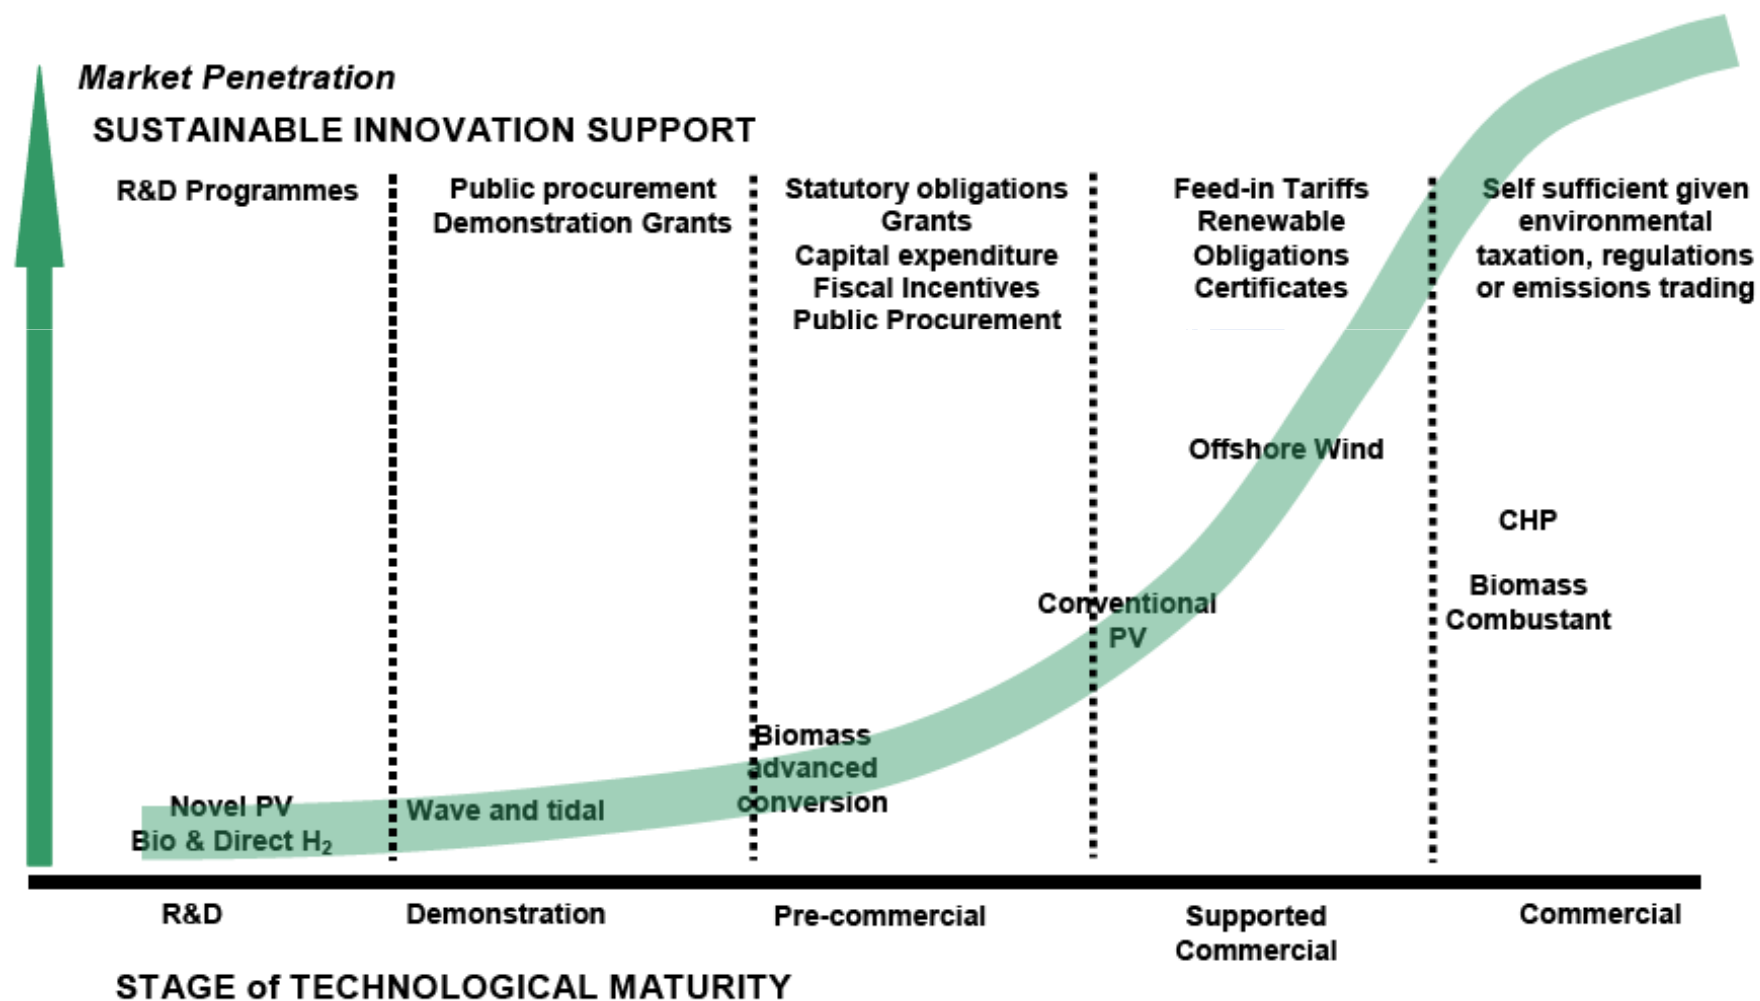 Market Penetration
SUSTAINABLE INNOVATION SUPPORT
R&D Programmes
Public procurement
Demonstration Grants
Statutory obligations
Grants
Capital expenditure
Fiscal Incentives
Public Procurement
Feed-in Tariffs
Renewable
Obligations
Certificates
Self sufficient given
environmental
taxation, regulations
or emissions trading
Offshore Wind
CHP
Biomass
Combustant
Conventional
PV
Biomass
advanced
conversion
Wave and tidal
Novel PV
Bio & Direct H₂
R&D
Demonstration
Pre-commercial
Supported
Commercial
Commercial
STAGE of TECHNOLOGICAL MATURITY